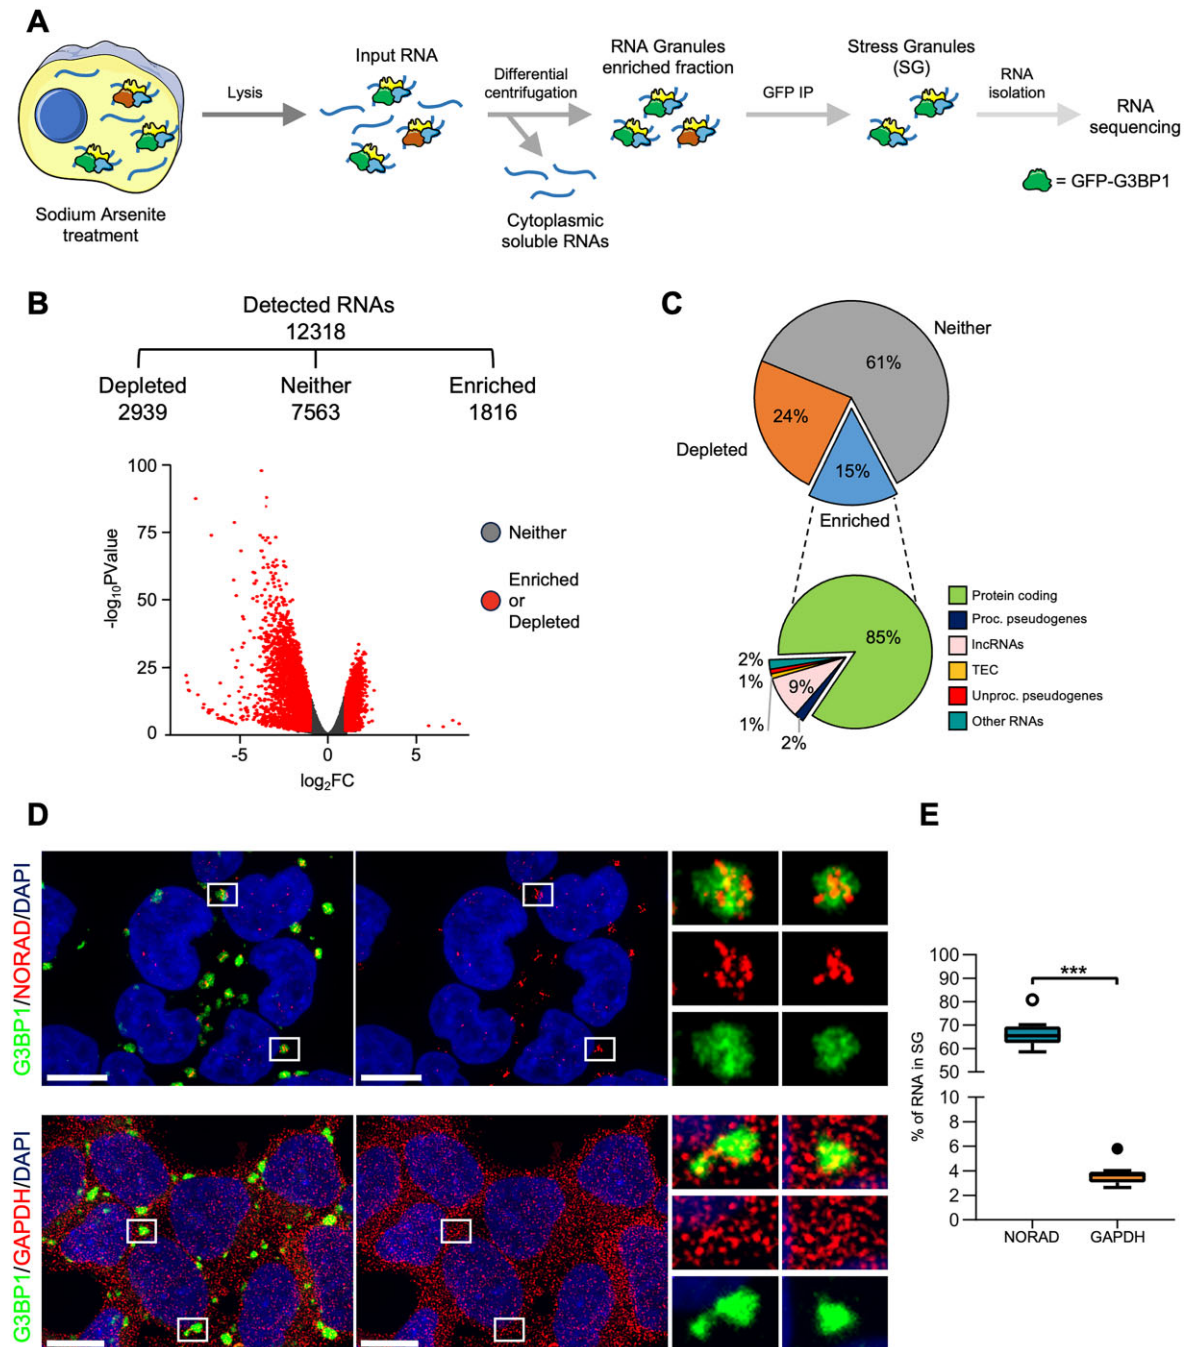 A
Input RNA
RNA Granules
enriched fraction
Stress Granules
(SG)
Lysis
Differential
centrifugation
GFP IP
RNA
isolation
RNA
sequencing
= GFP-G3BP1
Sodium Arsenite
treatment
Cytoplasmic
soluble RNAs
B
Detected RNAs
12318
Depleted Neither Enriched
2939 7563 1816
100
75
50
25
0
-5 0 5
-log₁₀PValue
log₂FC
Neither
Enriched
or
Depleted
C
Neither
61%
24%
Depleted
15%
Enriched
85%
2%
1%
9%
1%
2%
Protein coding
Proc. pseudogenes
lncRNAs
TEC
Unproc. pseudogenes
Other RNAs
D
G3BP1/NORAD/DAPI
G3BP1/GAPDH/DAPI
E
% of RNA in SG
100
90
80
70
60
50
10
8
6
4
2
0
***
NORAD GAPDH